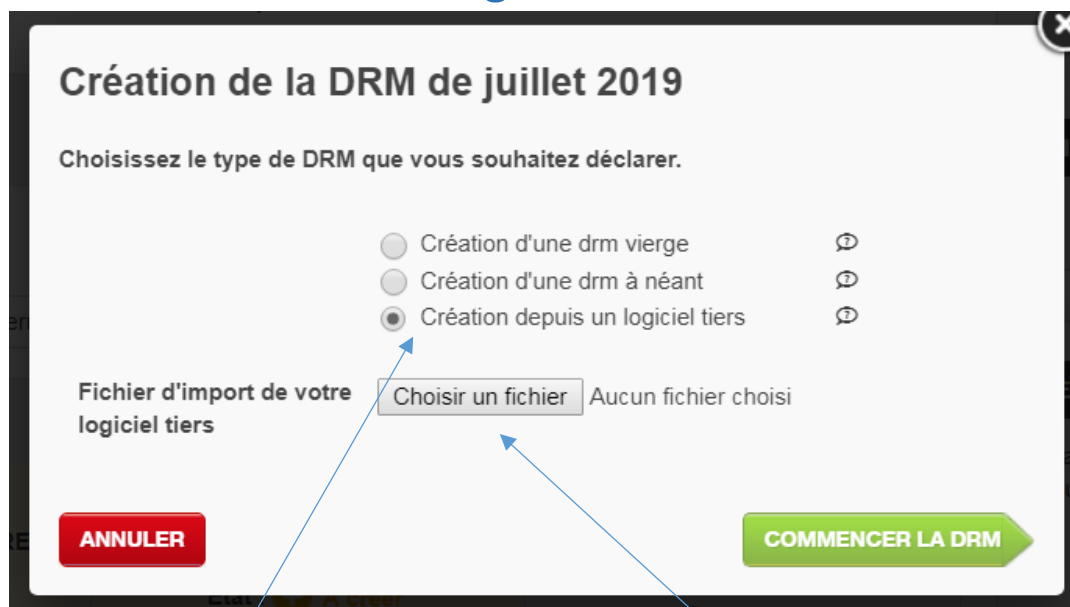 Création de la DRM de juillet 2019
Choisissez le type de DRM que vous souhaitez déclarer.
Création d'une drm vierge
Création d'une drm à néant
Création depuis un logiciel tiers
Fichier d'import de votre
logiciel tiers
Choisir un fichier Aucun fichier choisi
ANNULER
COMMENCER LA DRM
Etat A créer